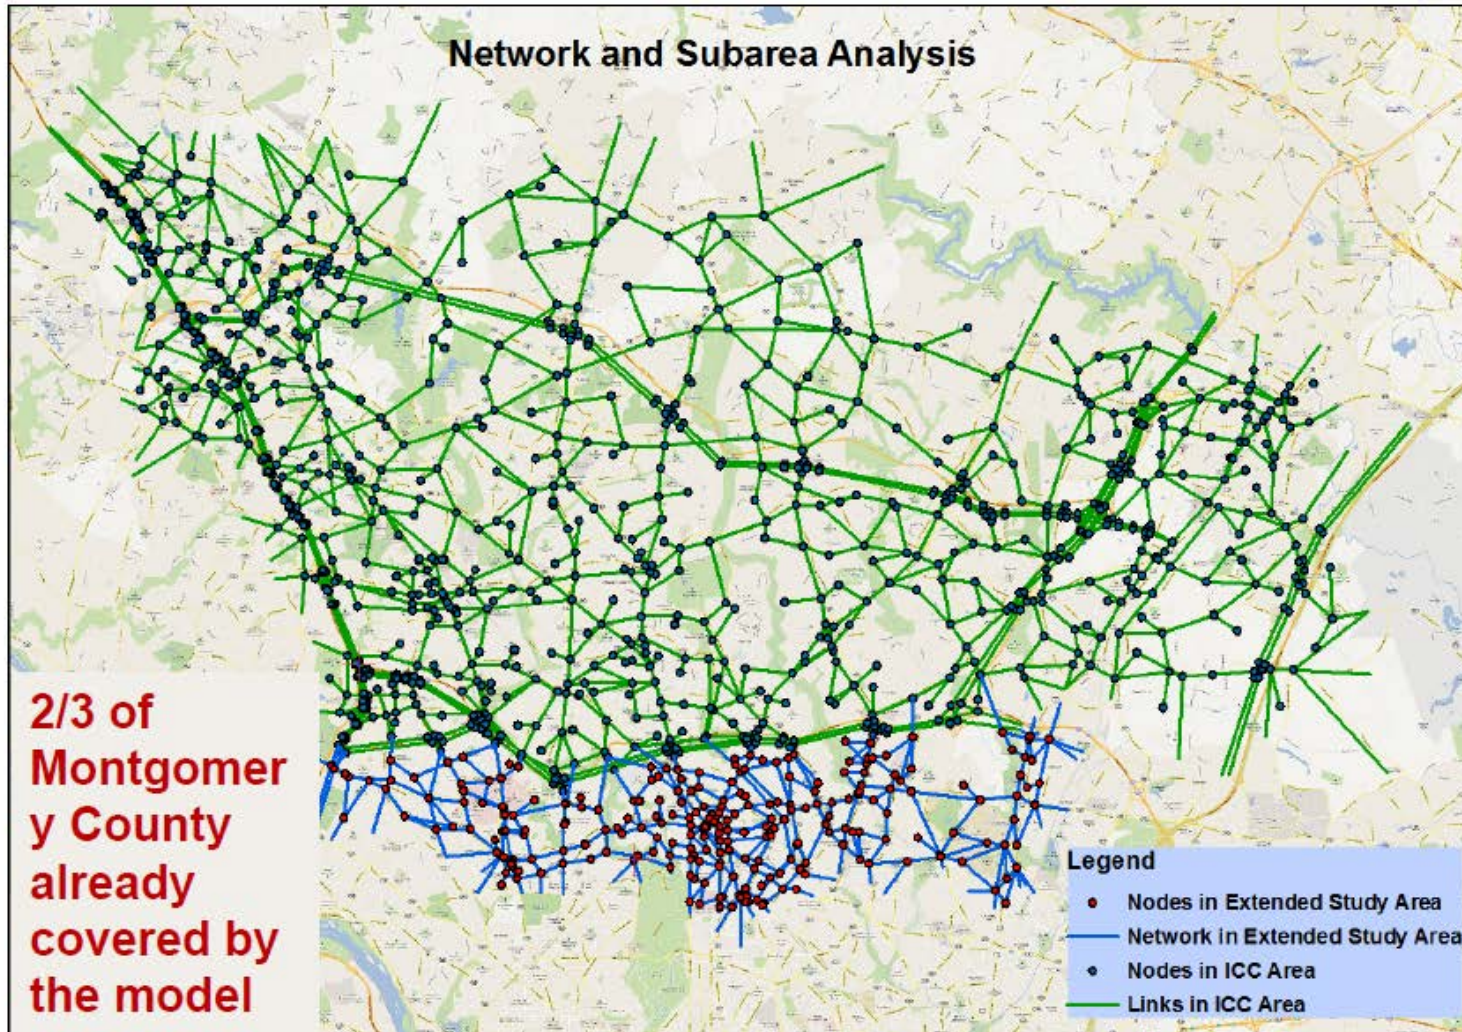 Network and Subarea Analysis
2/3 of
Montgomer
y County
already
covered by
the model
Legend
Nodes in Extended Study Area
Network in Extended Study Area
Nodes in ICC Area
Links in ICC Area